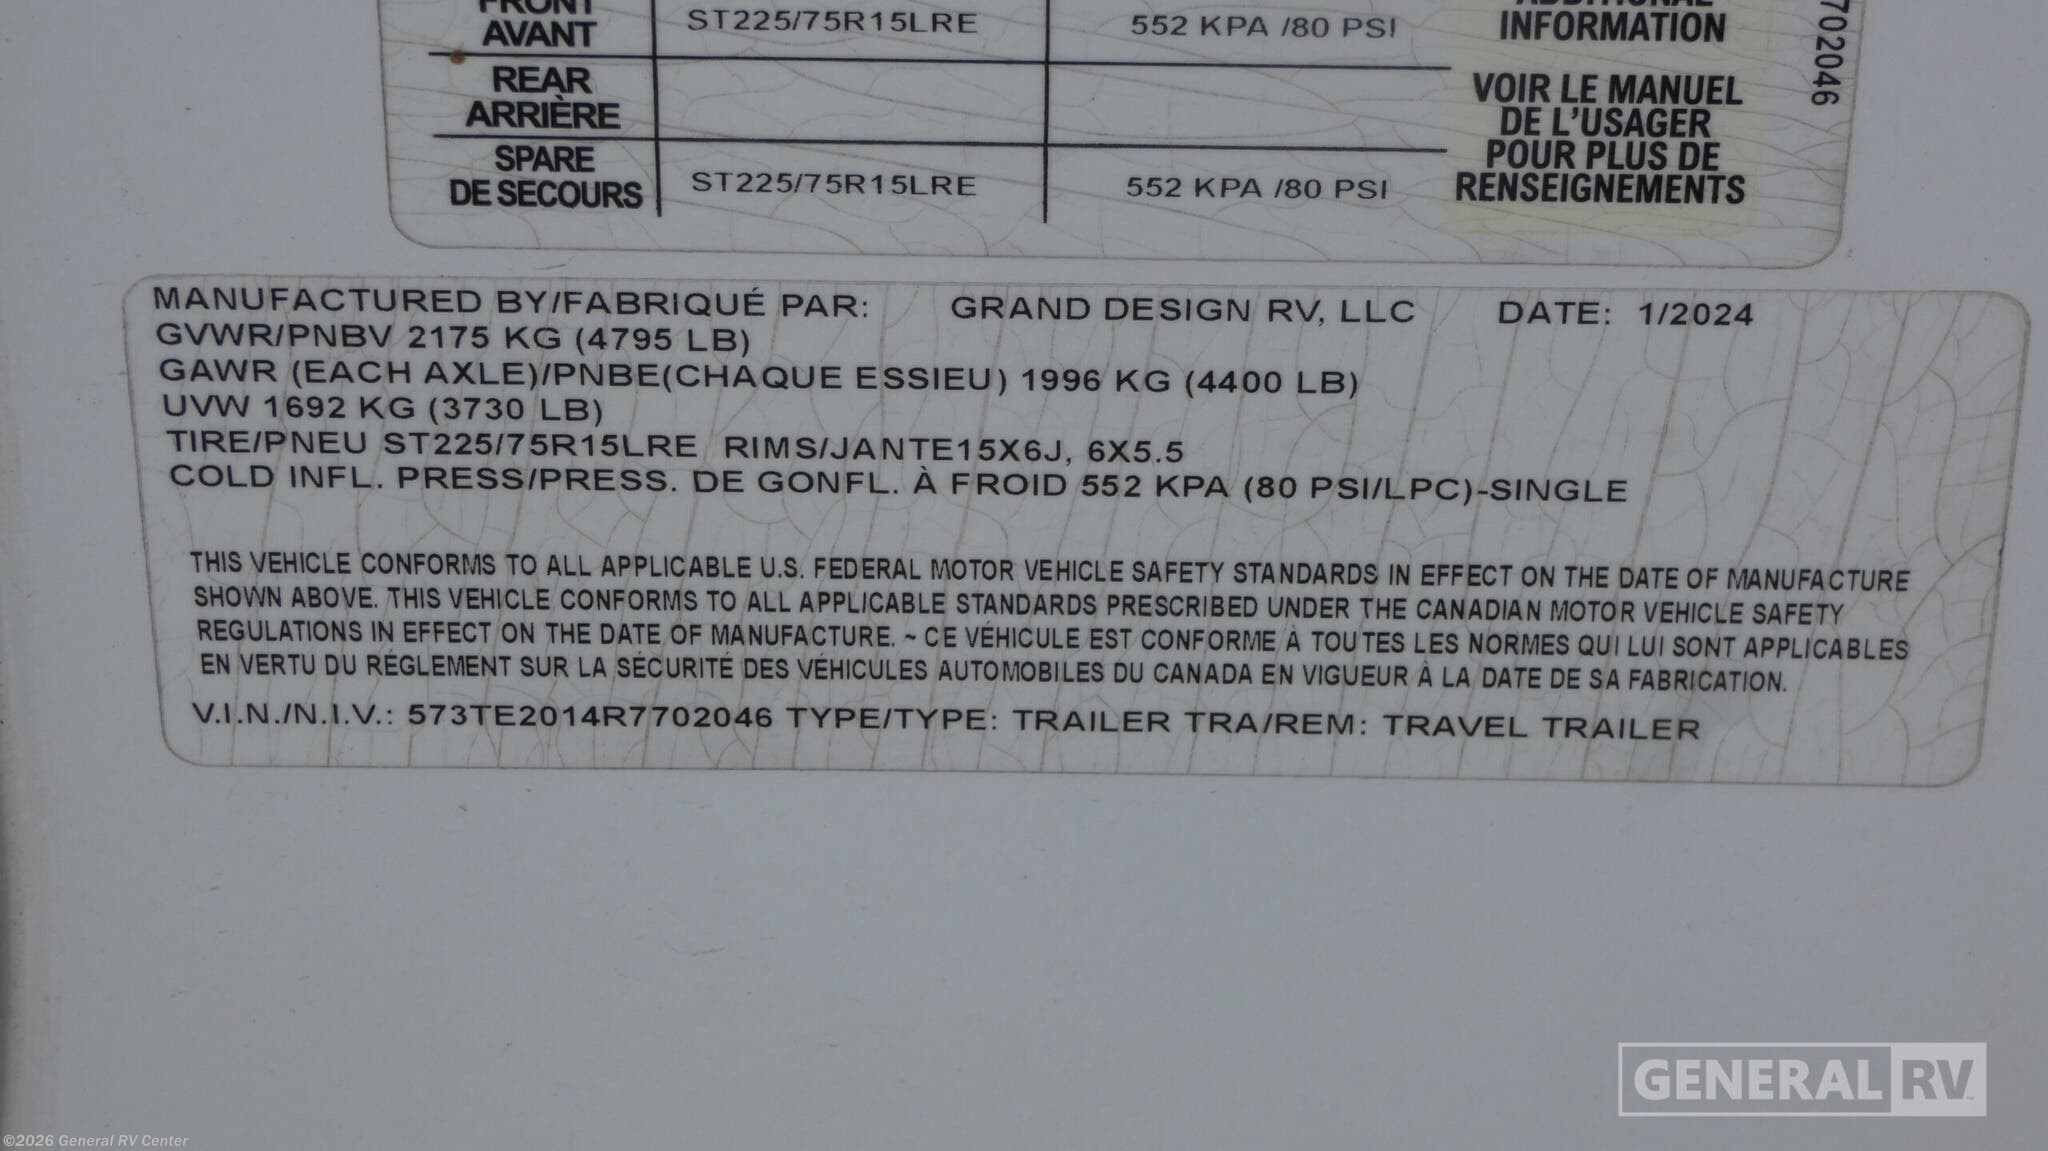 FRONT
AVANT
ST225/75R15LRE
552 KPA /80 PSI
ADDITIONAL
INFORMATION
REAR
ARRIÈRE
SPARE
DE SECOURS
ST225/75R15LRE
552 KPA /80 PSI
VOIR LE MANUEL
DE L'USAGER
POUR PLUS DE
RENSEIGNEMENTS
702046
MANUFACTURED BY/FABRIQUÉ PAR: GRAND DESIGN RV, LLC DATE: 1/2024
GVWR/PNBV 2175 KG (4795 LB)
GAWR (EACH AXLE)/PNBE(CHAQUE ESSIEU) 1996 KG (4400 LB)
UVW 1692 KG (3730 LB)
TIRE/PNEU ST225/75R15LRE RIMS/JANTE15X6J, 6X5.5
COLD INFL. PRESS/PRESS. DE GONFL. À FROID 552 KPA (80 PSI/LPC)-SINGLE
THIS VEHICLE CONFORMS TO ALL APPLICABLE U.S. FEDERAL MOTOR VEHICLE SAFETY STANDARDS IN EFFECT ON THE DATE OF MANUFACTURE
SHOWN ABOVE. THIS VEHICLE CONFORMS TO ALL APPLICABLE STANDARDS PRESCRIBED UNDER THE CANADIAN MOTOR VEHICLE SAFETY
REGULATIONS IN EFFECT ON THE DATE OF MANUFACTURE. ~ CE VÉHICULE EST CONFORME À TOUTES LES NORMES QUI LUI SONT APPLICABLES
EN VERTU DU RÉGLEMENT SUR LA SÉCURITÉ DES VÉHICULES AUTOMOBILES DU CANADA EN VIGUEUR À LA DATE DE SA FABRICATION.
V.I.N./N.I.V.: 573TE2014R7702046 TYPE/TYPE: TRAILER TRA/REM: TRAVEL TRAILER
GENERAL RV
©2026 General RV Center